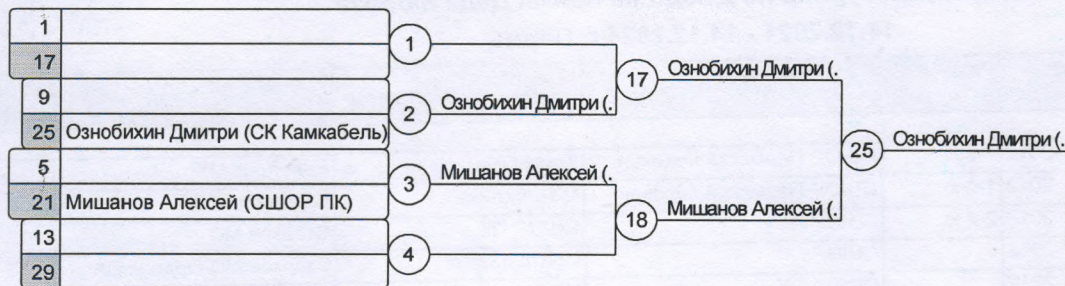 1
17
1
9
25 Ознобихин Дмитри (СК Камкабель)
2
Ознобихин Дмитри (.
17
Ознобихин Дмитри (.
5
21 Мишанов Алексей (СШОР ПК)
3
Мишанов Алексей (.
13
29
4
18
Мишанов Алексей (.
25
Ознобихин Дмитри (.